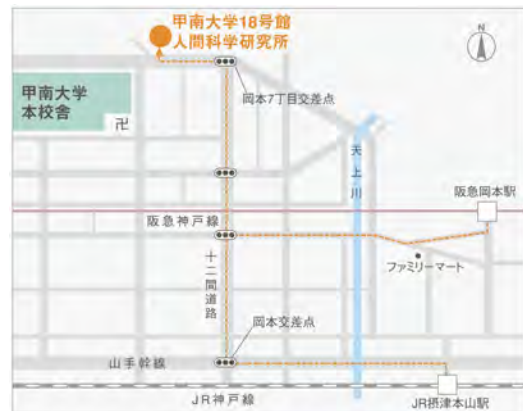 甲南大学18号館
人間科学研究所
N
甲南大学
本校舎
卍
岡本7丁目交差点
天上川
阪急岡本駅
阪急神戸線
ファミリーマート
十二間道路
岡本交差点
山手幹線
JR神戸線
JR摂津本山駅